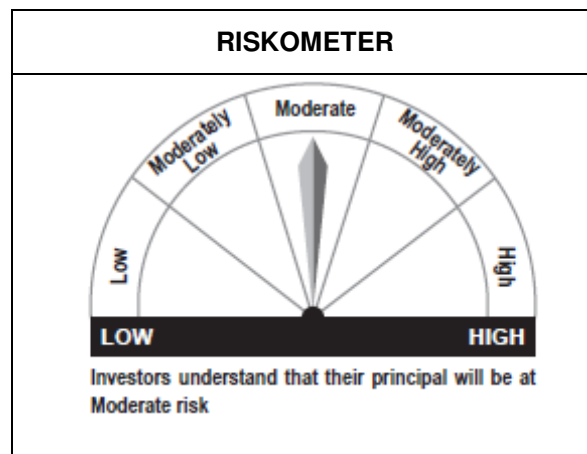 RISKOMETER
Low
Moderately
Low
Moderate
Moderately
High
High
LOW HIGH
Investors understand that their principal will be at
Moderate risk